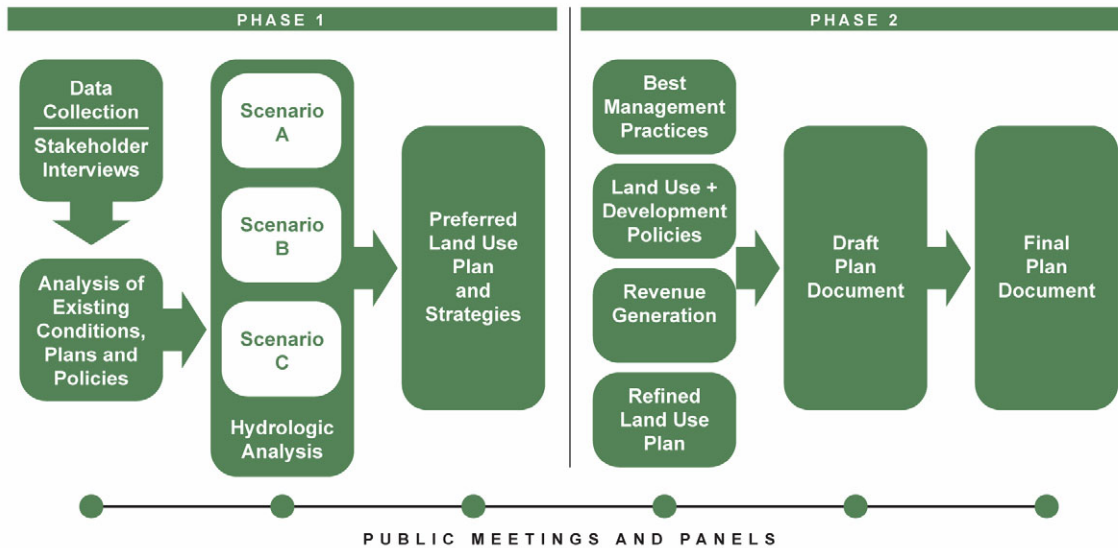 PHASE 1
Data
Collection
Stakeholder
Interviews
Analysis of
Existing
Conditions,
Plans and
Policies
Scenario
A
Scenario
B
Scenario
C
Hydrologic
Analysis
Preferred
Land Use
Plan
and
Strategies
PHASE 2
Best
Management
Practices
Land Use +
Development
Policies
Revenue
Generation
Refined
Land Use
Plan
Draft
Plan
Document
Final
Plan
Document
PUBLIC MEETINGS AND PANELS